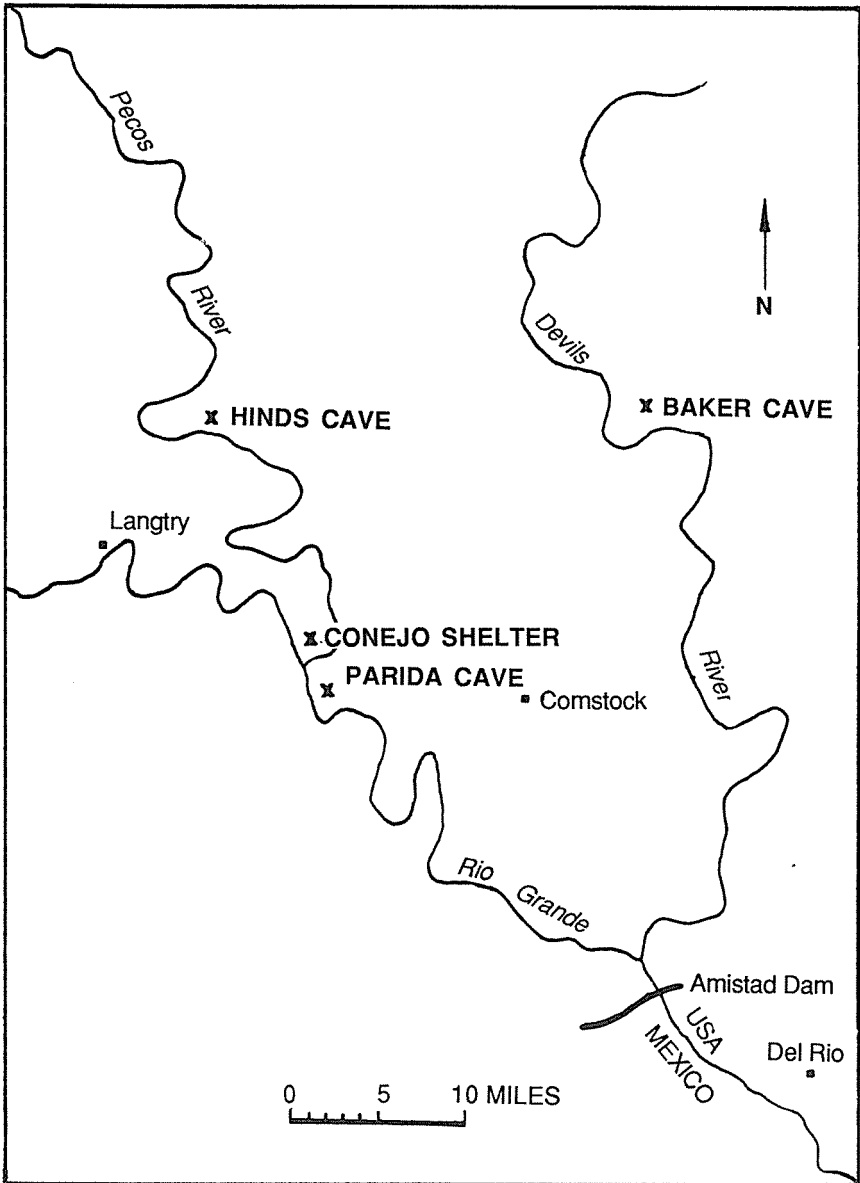 Pecos
River
Devils
N
HINDS CAVE
BAKER CAVE
Langtry
CONEJO SHELTER
PARIDA CAVE
River
Comstock
Rio Grande
Amistad Dam
USA
MEXICO
Del Rio
0 5 10 MILES